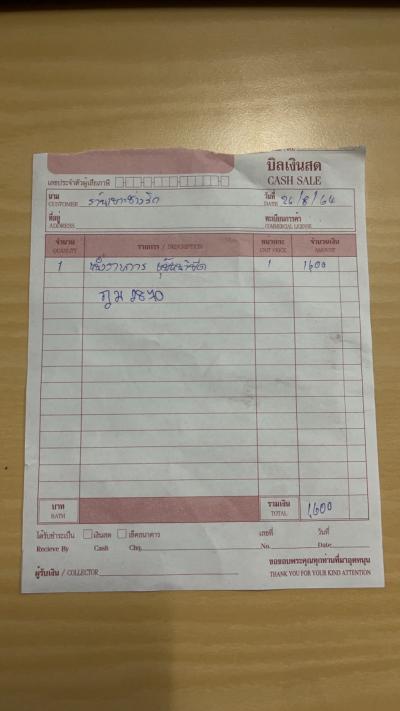 บิลเงินสด
CASH SALE
เลขประจำตัวผู้เสียภาษี
นาม
CUSTOMER
วันที่
DATE 26/8/64
ที่อยู่
ADDRESS
ทะเบียนการค้า
COMMERCIAL LICENSE
จำนวน รายการ / DESCRIPTION หน่วยละ จำนวนเงิน
QUANTITY UNIT PRICE AMOUNT
1 1 1600
บาท รวมเงิน 1,600
BATH TOTAL
ได้รับชำระเป็น เงินสด เช็คธนาคาร เลขที่ วันที่
Recieve By Cash Chq. No. Date
ขอขอบพระคุณทุกท่านที่มาอุดหนุน
ผู้รับเงิน / COLLECTOR THANK YOU FOR YOUR KIND ATTENTION